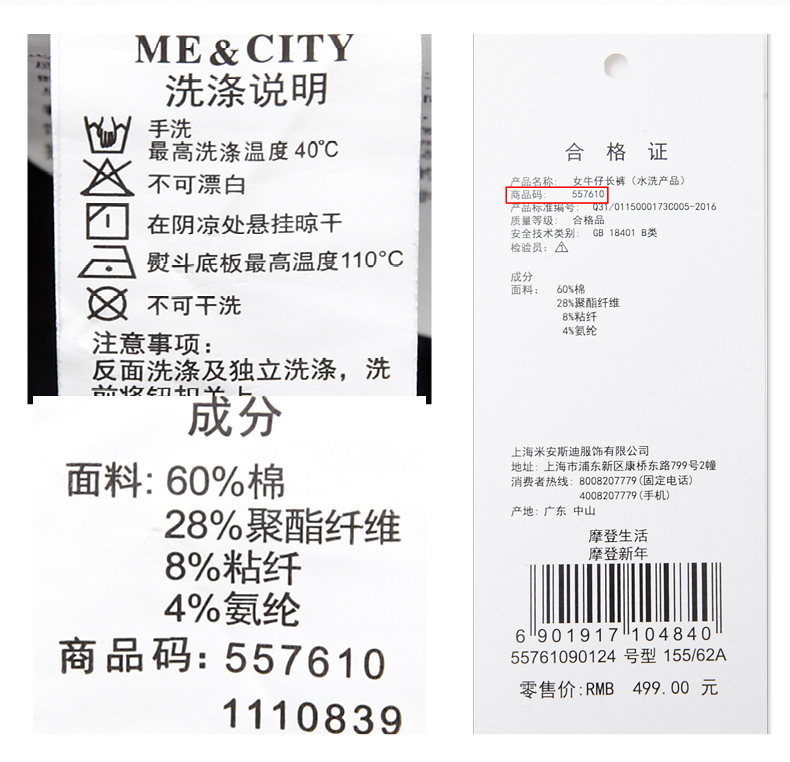 ME & CITY
洗涤说明
手洗
最高洗涤温度 40℃
不可漂白
在阴凉处悬挂晾干
熨斗底板最高温度110℃
不可干洗
注意事项:
反面洗涤及独立洗涤，洗
前将钮扣关上
成分
面料: 60%棉
28%聚酯纤维
8%粘纤
4%氨纶
商品码: 557610
1110839
合 格 证
产品名称: 女牛仔长裤（水洗产品）
商品码: 557610
产品标准编号: Q31/0115000173C005-2016
质量等级: 合格品
安全技术类别: GB 18401 B类
检验员:
成分
面料: 60%棉
28%聚酯纤维
8%粘纤
4%氨纶
上海米安斯迪服饰有限公司
地址: 上海市浦东新区康桥东路799号2幢
消费者热线: 8008207779(固定电话)
4008207779(手机)
产地: 广东 中山
摩登生活
摩登新年
6 901917 104840
55761090124 号型 155/62A
零售价:RMB 499.00 元